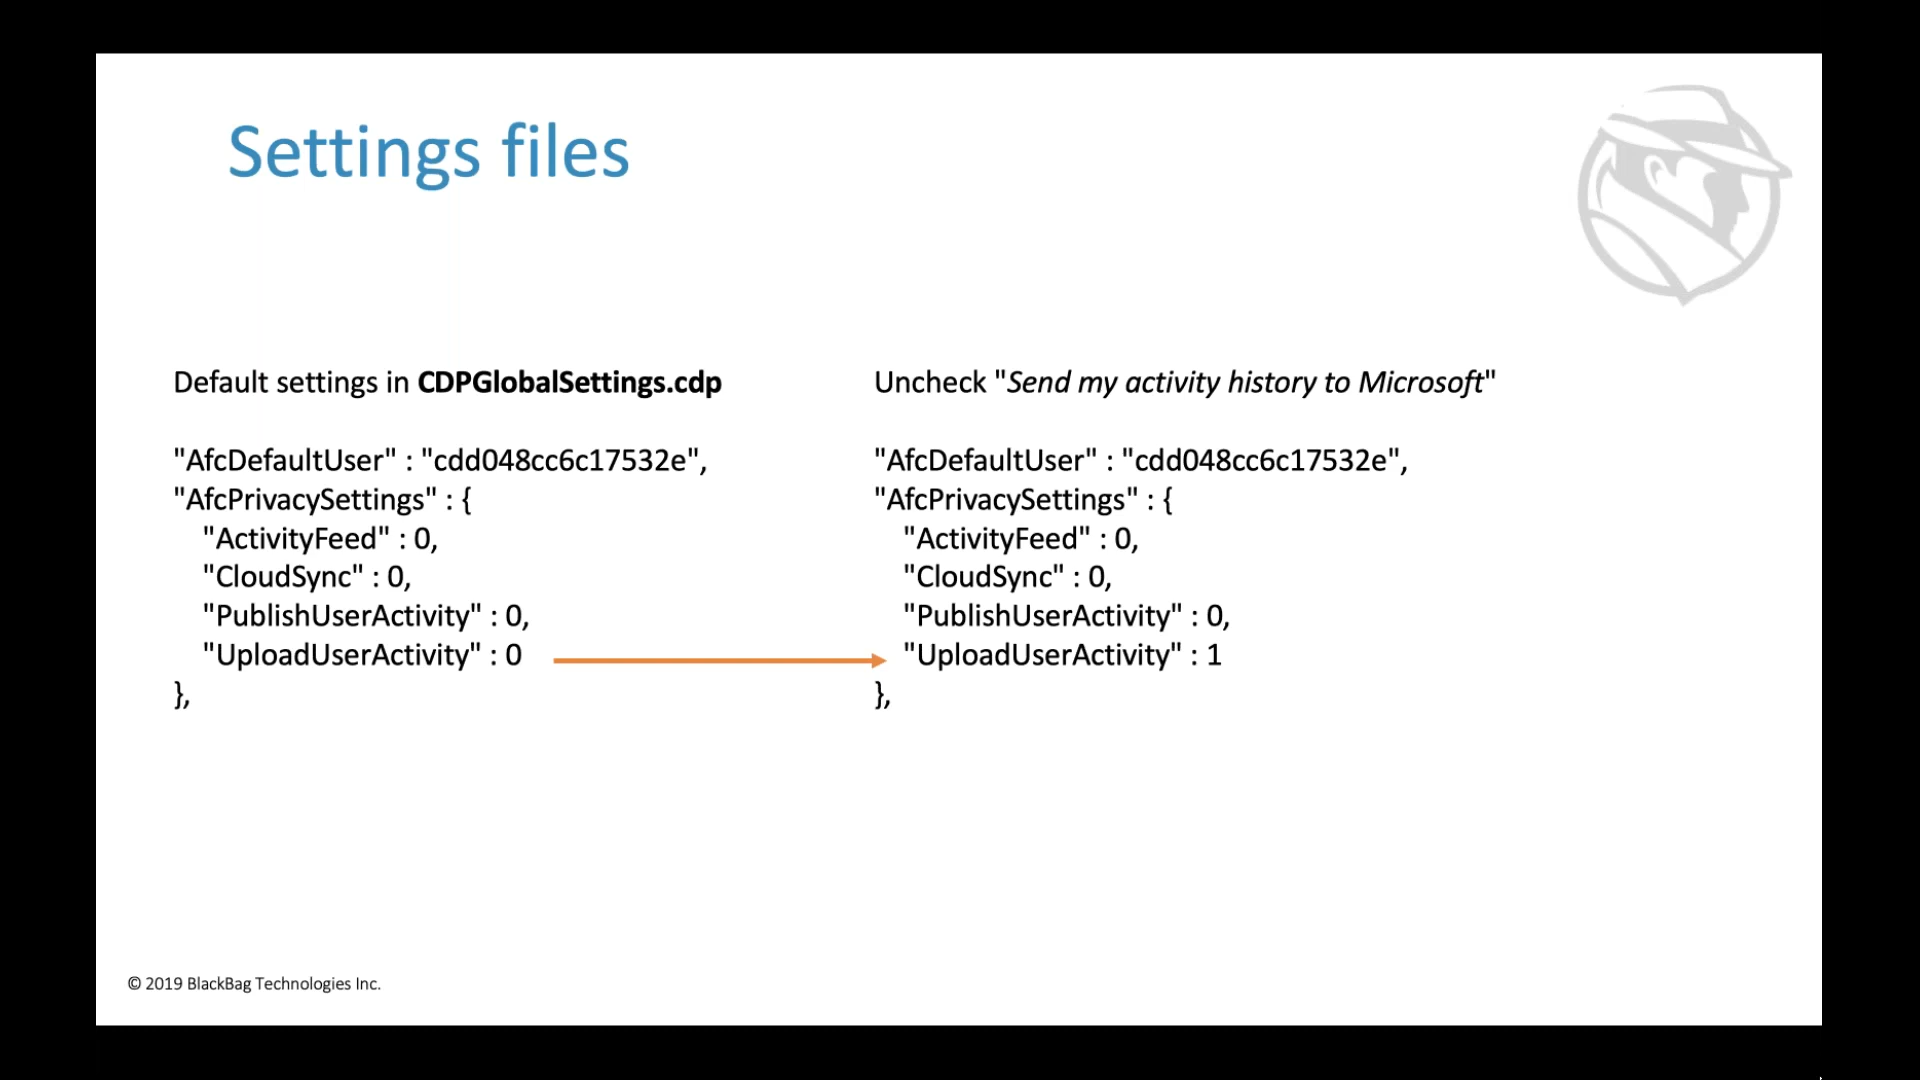 Settings files
Default settings in CDPGlobalSettings.cdp
"AfcDefaultUser" : "cdd048cc6c17532e",
"AfcPrivacySettings" : {
"ActivityFeed" : 0,
"CloudSync" : 0,
"PublishUserActivity" : 0,
"UploadUserActivity" : 0
},
Uncheck "Send my activity history to Microsoft"
"AfcDefaultUser" : "cdd048cc6c17532e",
"AfcPrivacySettings" : {
"ActivityFeed" : 0,
"CloudSync" : 0,
"PublishUserActivity" : 0,
"UploadUserActivity" : 1
},
© 2019 BlackBag Technologies Inc.